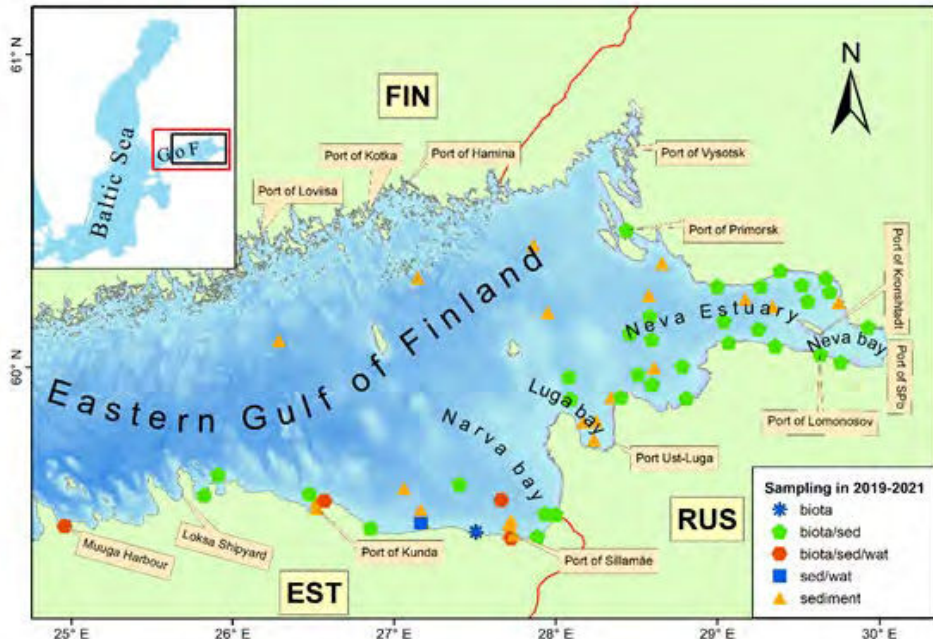 Baltic Sea
GoF
N
61° N
60° N
FIN
Port of Vysotsk
Port of Kotka
Port of Hamina
Port of Loviisa
Port of Primorsk
Port of Kronshtadt
Neva Estuary
Neva bay
Port of SPb
Eastern Gulf of Finland
Luga bay
Port of Lomonosov
Narva bay
Port Ust-Luga
RUS
Muuga Harbour
Loksa Shipyard
Port of Kunda
Port of Sillamäe
EST
Sampling in 2019-2021
biota
biota/sed
biota/sed/wat
sed/wat
sediment
25° E
26° E
27° E
28° E
29° E
30° E